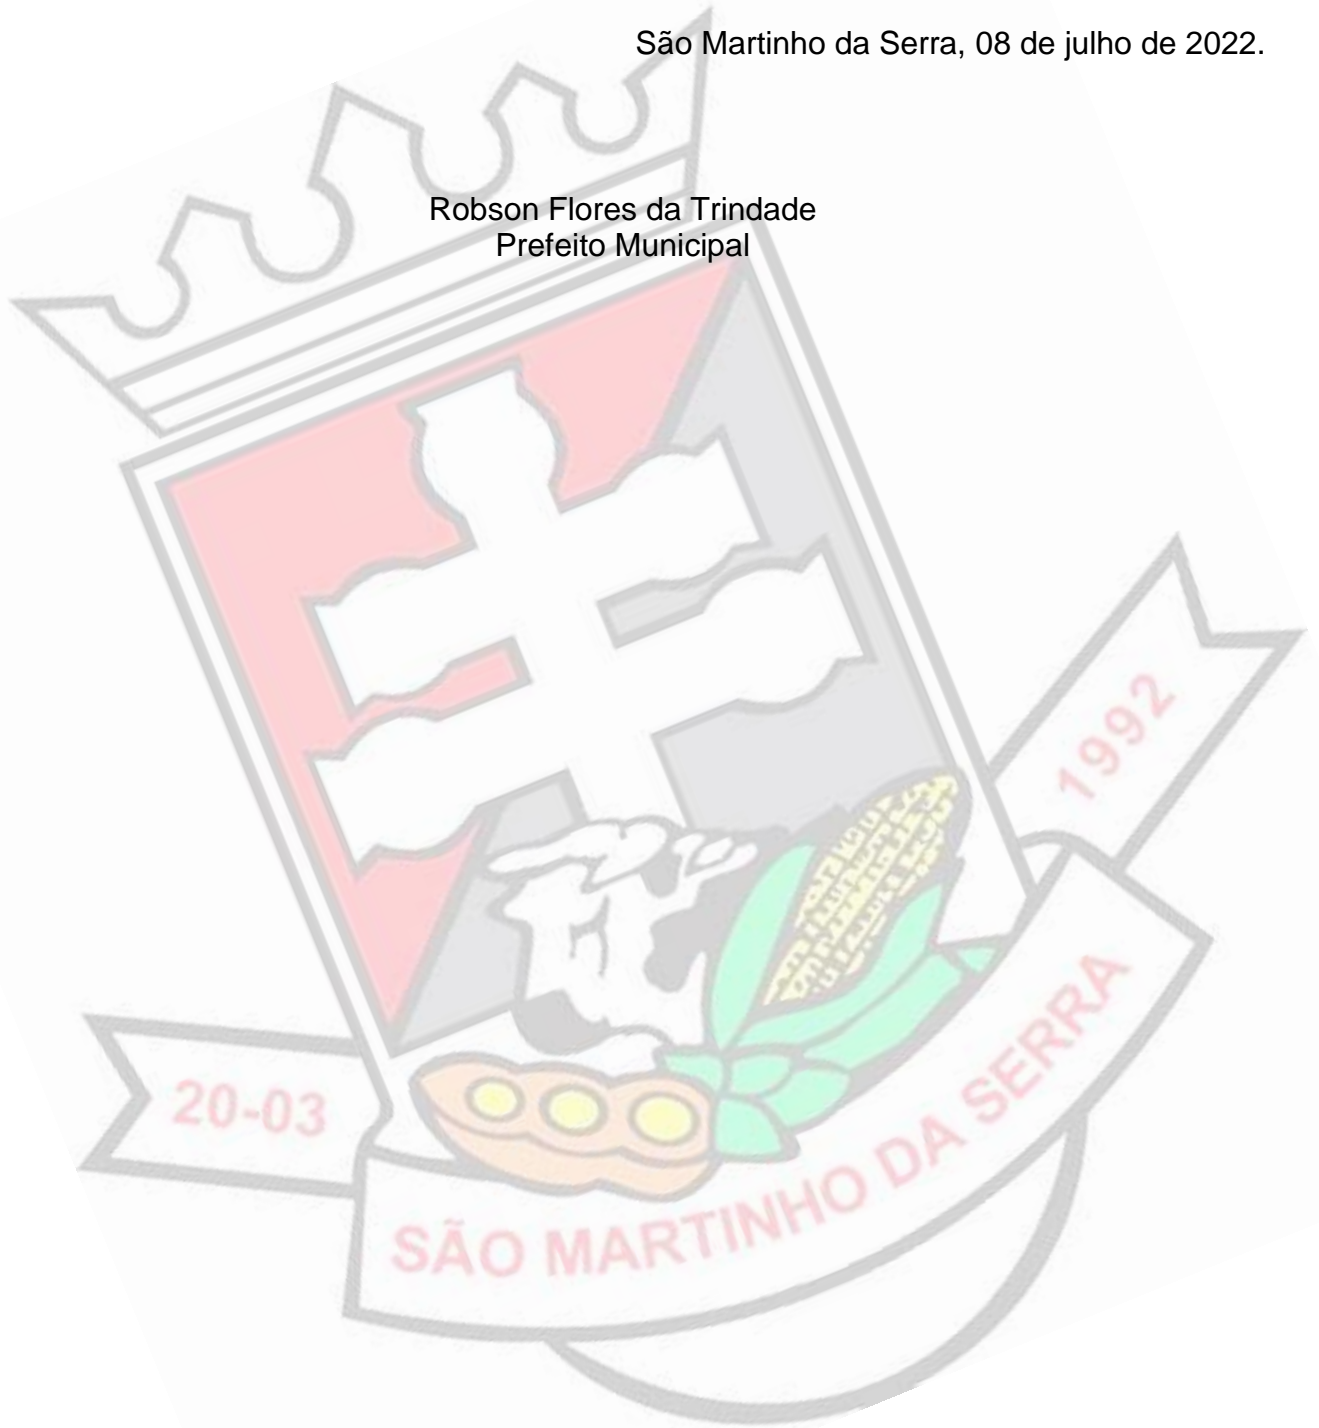 São Martinho da Serra, 08 de julho de 2022.
Robson Flores da Trindade
Prefeito Municipal
1992
20-03
SÃO MARTINHO DA SERRA